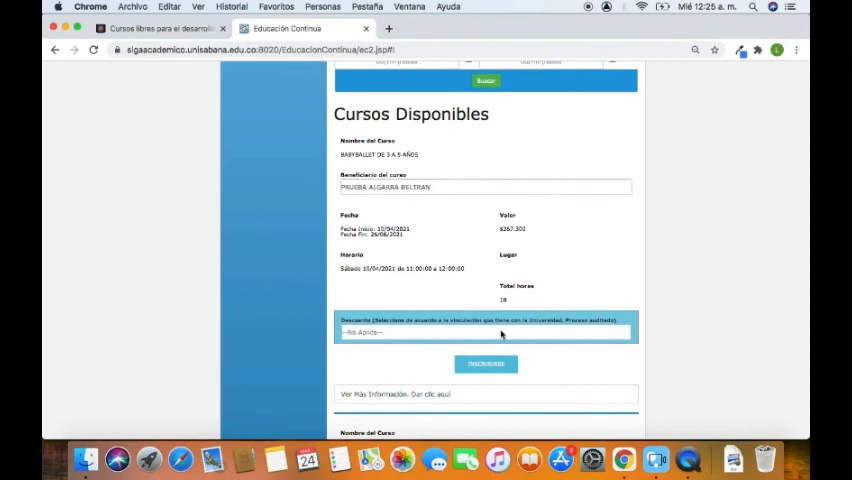 Chrome Archivo Editar Ver Historial Favoritos Personas Pestaña Ventana Ayuda
Mié 12:25 a. m.
Cursos libres para el desarroll
Educación Continua
sigaacademico.unisabana.edu.co:8020/EducacionContinua/ec2.jsp#!
L
Buscar
Cursos Disponibles
Nombre del Curso
BABYBALLET DE 3 A 5 AÑOS
Beneficiario del curso
PRUEBA ALGARRA BELTRAN
Fecha
Valor
Fecha Inicio: 10/04/2021
$267.300
Fecha Fin: 26/06/2021
Horario
Lugar
Sábado 10/04/2021 de 11:00:00 a 12:00:00
Total horas
18
Descuento (Seleccione de acuerdo a la vinculación que tiene con la Universidad. Proceso auditado)
--No Aplica--
INSCRIBIRSE
Ver Más Información. Dar clic aquí
Nombre del Curso
24